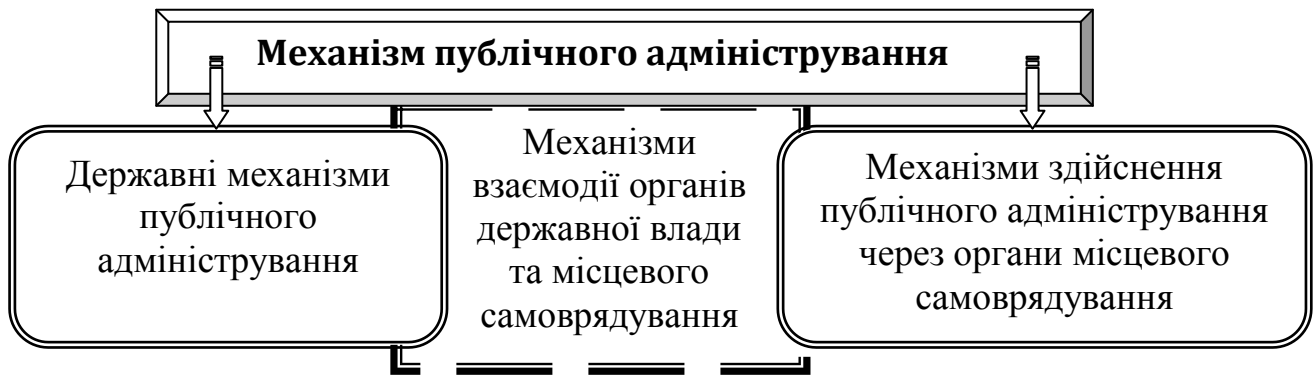 Механізм публічного адміністрування
Державні механізми
публічного
адміністрування
Механізми
взаємодії органів
державної влади
та місцевого
самоврядування
Механізми здійснення
публічного адміністрування
через органи місцевого
самоврядування